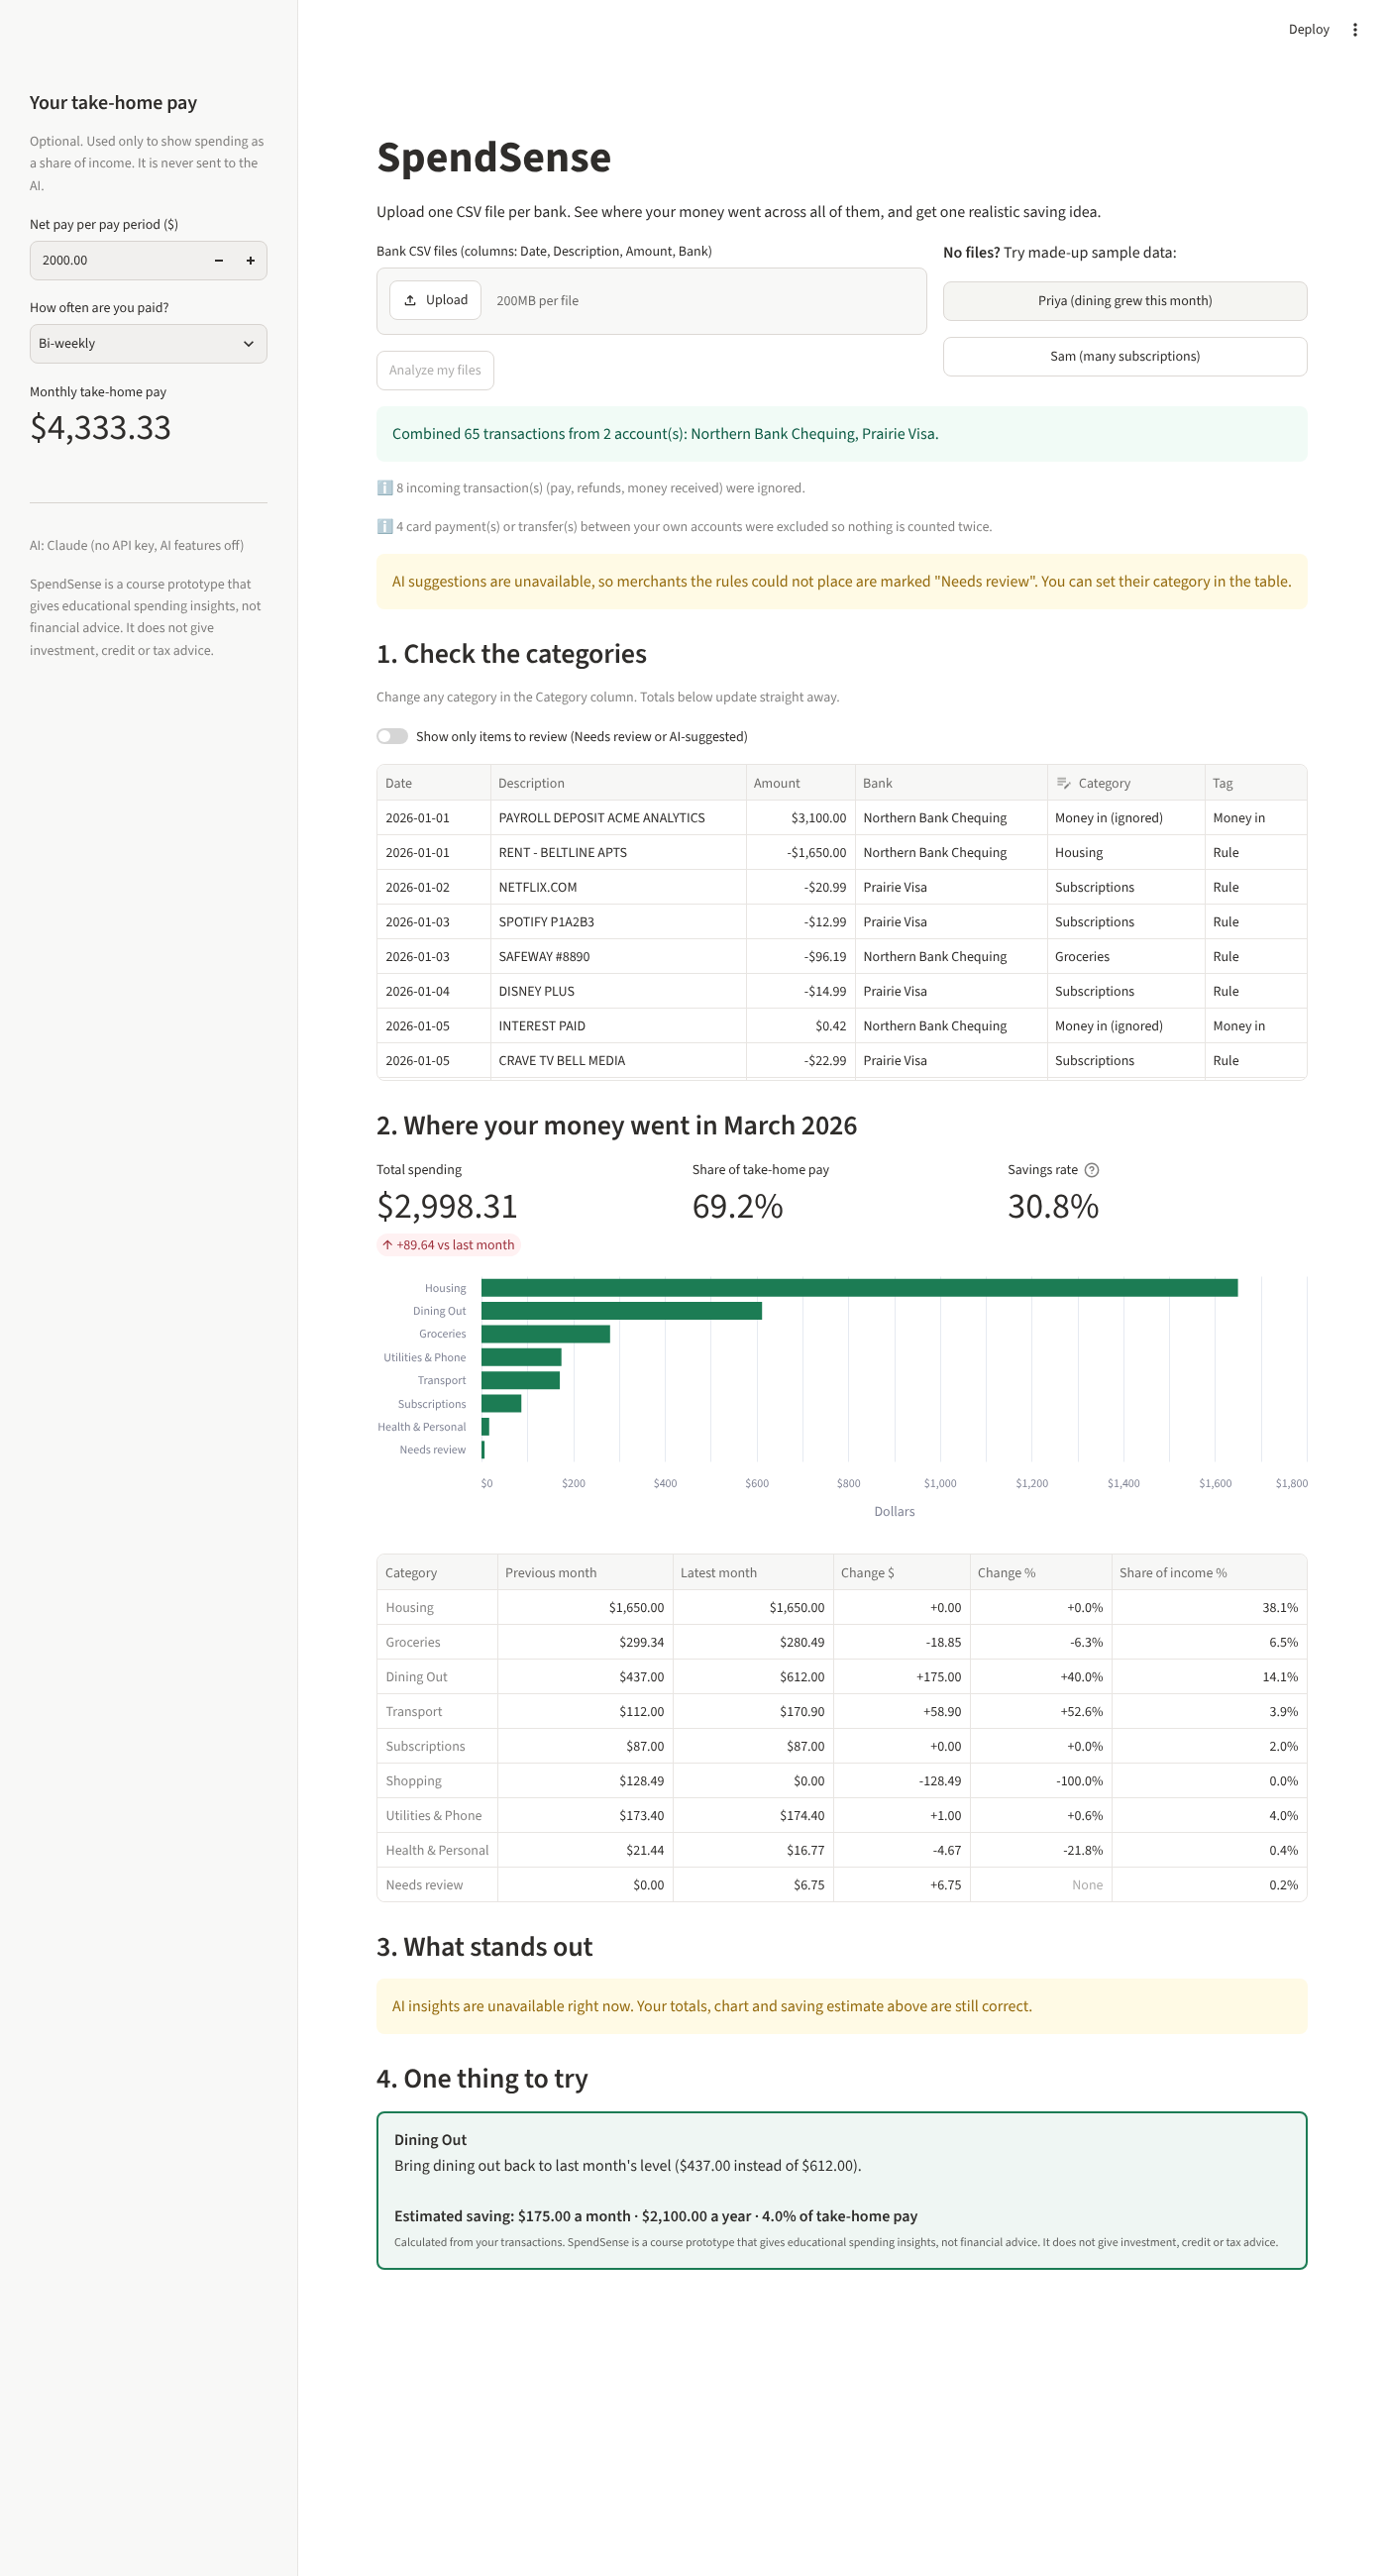 Deploy
Your take-home pay
Optional. Used only to show spending as
a share of income. It is never sent to the
AI.
Net pay per pay period ($)
2000.00
How often are you paid?
Bi-weekly
Monthly take-home pay
$4,333.33
AI: Claude (no API key, AI features off)
SpendSense is a course prototype that
gives educational spending insights, not
financial advice. It does not give
investment, credit or tax advice.
SpendSense
Upload one CSV file per bank. See where your money went across all of them, and get one realistic saving idea.
Bank CSV files (columns: Date, Description, Amount, Bank)
Upload 200MB per file
Analyze my files
No files? Try made-up sample data:
Priya (dining grew this month)
Sam (many subscriptions)
Combined 65 transactions from 2 account(s): Northern Bank Chequing, Prairie Visa.
8 incoming transaction(s) (pay, refunds, money received) were ignored.
4 card payment(s) or transfer(s) between your own accounts were excluded so nothing is counted twice.
AI suggestions are unavailable, so merchants the rules could not place are marked "Needs review". You can set their category in the table.
1. Check the categories
Change any category in the Category column. Totals below update straight away.
Show only items to review (Needs review or AI-suggested)
Date Description Amount Bank Category Tag
2026-01-01 PAYROLL DEPOSIT ACME ANALYTICS $3,100.00 Northern Bank Chequing Money in (ignored) Money in
2026-01-01 RENT - BELTLINE APTS -$1,650.00 Northern Bank Chequing Housing Rule
2026-01-02 NETFLIX.COM -$20.99 Prairie Visa Subscriptions Rule
2026-01-03 SPOTIFY P1A2B3 -$12.99 Prairie Visa Subscriptions Rule
2026-01-03 SAFEWAY #8890 -$96.19 Northern Bank Chequing Groceries Rule
2026-01-04 DISNEY PLUS -$14.99 Prairie Visa Subscriptions Rule
2026-01-05 INTEREST PAID $0.42 Northern Bank Chequing Money in (ignored) Money in
2026-01-05 CRAVE TV BELL MEDIA -$22.99 Prairie Visa Subscriptions Rule
2. Where your money went in March 2026
Total spending Share of take-home pay Savings rate
$2,998.31 69.2% 30.8%
↑ +89.64 vs last month
Housing
Dining Out
Groceries
Utilities & Phone
Transport
Subscriptions
Health & Personal
Needs review
$0 $200 $400 $600 $800 $1,000 $1,200 $1,400 $1,600 $1,800
Dollars
Category Previous month Latest month Change $ Change % Share of income %
Housing $1,650.00 $1,650.00 +0.00 +0.0% 38.1%
Groceries $299.34 $280.49 -18.85 -6.3% 6.5%
Dining Out $437.00 $612.00 +175.00 +40.0% 14.1%
Transport $112.00 $170.90 +58.90 +52.6% 3.9%
Subscriptions $87.00 $87.00 +0.00 +0.0% 2.0%
Shopping $128.49 $0.00 -128.49 -100.0% 0.0%
Utilities & Phone $173.40 $174.40 +1.00 +0.6% 4.0%
Health & Personal $21.44 $16.77 -4.67 -21.8% 0.4%
Needs review $0.00 $6.75 +6.75 None 0.2%
3. What stands out
AI insights are unavailable right now. Your totals, chart and saving estimate above are still correct.
4. One thing to try
Dining Out
Bring dining out back to last month's level ($437.00 instead of $612.00).
Estimated saving: $175.00 a month · $2,100.00 a year · 4.0% of take-home pay
Calculated from your transactions. SpendSense is a course prototype that gives educational spending insights, not financial advice. It does not give investment, credit or tax advice.